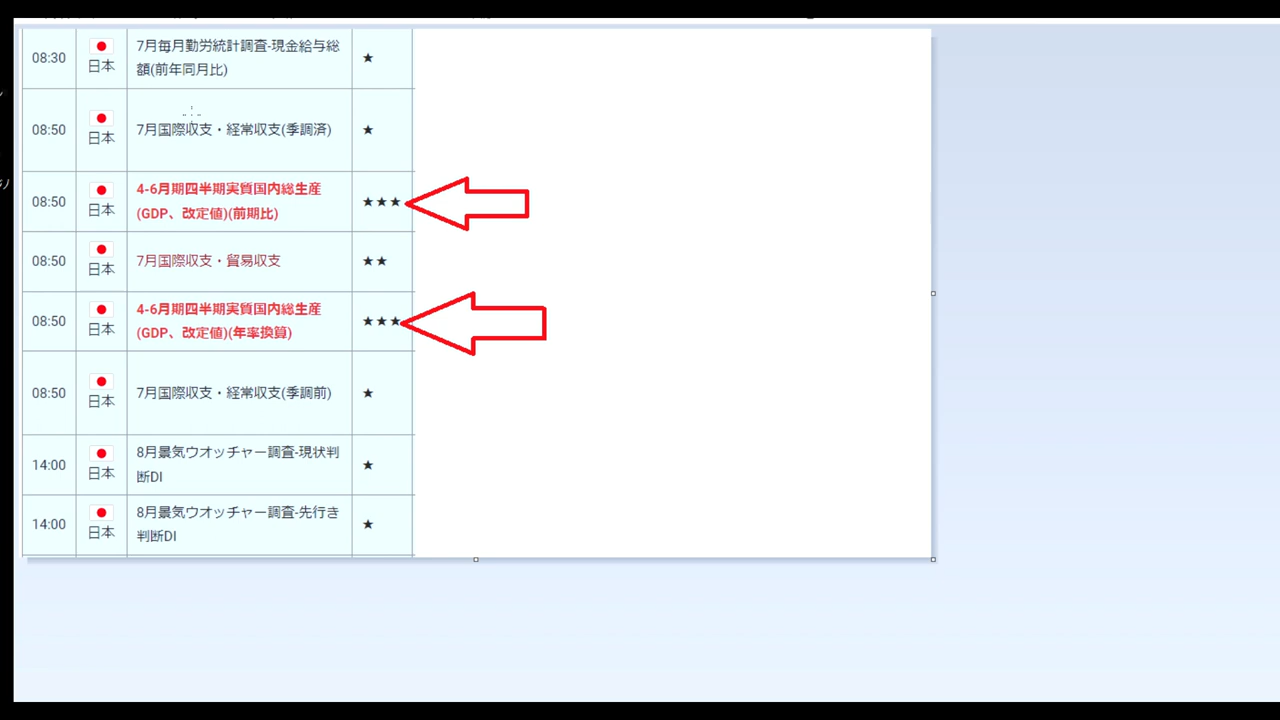 08:30
日本
7月毎月勤労統計調査-現金給与総
額(前年同月比)
★
08:50
日本
7月国際収支・経常収支(季調済)
★
08:50
日本
4-6月期四半期実質国内総生産
(GDP、改定値)(前期比)
★★★
08:50
日本
7月国際収支・貿易収支
★★
08:50
日本
4-6月期四半期実質国内総生産
(GDP、改定値)(年率換算)
★★★
08:50
日本
7月国際収支・経常収支(季調前)
★
14:00
日本
8月景気ウオッチャー調査-現状判
断DI
★
14:00
日本
8月景気ウオッチャー調査-先行き
判断DI
★